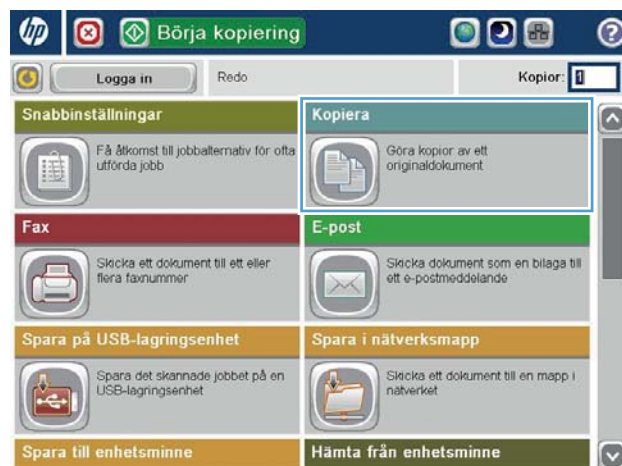 hp
Börja kopiering
?
Logga in
Redo
Kopior: 1
Snabbinställningar
Få åtkomst till jobbalternativ för ofta
utförda jobb
Kopiera
Göra kopior av ett
originaldokument
Fax
Skicka ett dokument till ett eller
flera faxnummer
E-post
Skicka dokument som en bilaga till
ett e-postmeddelande
Spara på USB-lagringsenhet
Spara det skannade jobbet på en
USB-lagringsenhet
Spara i nätverksmapp
Skicka ett dokument till en mapp i
nätverket
Spara till enhetsminne
Hämta från enhetsminne